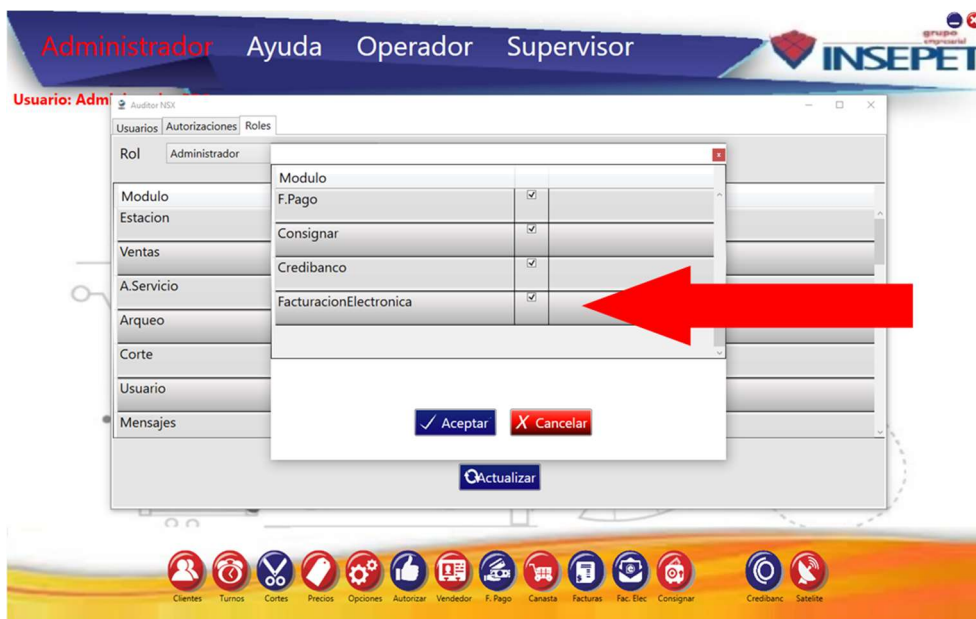 Administrador Ayuda Operador Supervisor
grupo
empresarial
INSEPET
Usuario: Adm
Auditor NSX
Usuarios Autorizaciones Roles
Rol Administrador
x
Modulo
F.Pago
Consignar
Credibanco
FacturacionElectronica
Modulo
Estacion
Ventas
A.Servicio
Arqueo
Corte
Usuario
Mensajes
Aceptar X Cancelar
Actualizar
Clientes Turnos Cortes Precios Opciones Autorizar Vendedor F. Pago Canasta Facturas Fac. Elec Consignar Credibanc Satelite